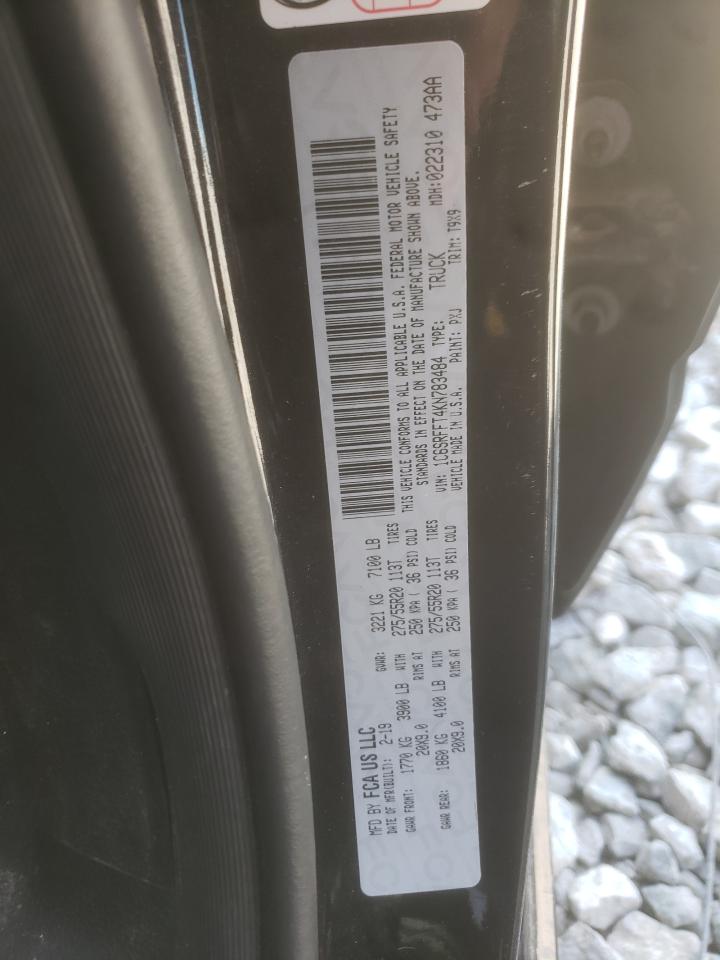 MFD BY FCA US LLC
DATE OF MFR(BUILT): 2-19 GVWR: 3221 KG 7100 LB
GAWR FRONT: 1770 KG 3900 LB WITH 275/55R20 113T TIRES
20X9.0 RIMS AT 250 KPA ( 36 PSI) COLD
GAWR REAR: 1860 KG 4100 LB WITH 275/55R20 113T TIRES
20X9.0 RIMS AT 250 KPA ( 36 PSI) COLD
THIS VEHICLE CONFORMS TO ALL APPLICABLE U.S.A. FEDERAL MOTOR VEHICLE SAFETY
STANDARDS IN EFFECT ON THE DATE OF MANUFACTURE SHOWN ABOVE.
VIN: 1C6SRFFT4KN783484 TYPE: TRUCK MDH:022310 473AA
VEHICLE MADE IN U.S.A. PAINT: PXJ TRIM: T9X9